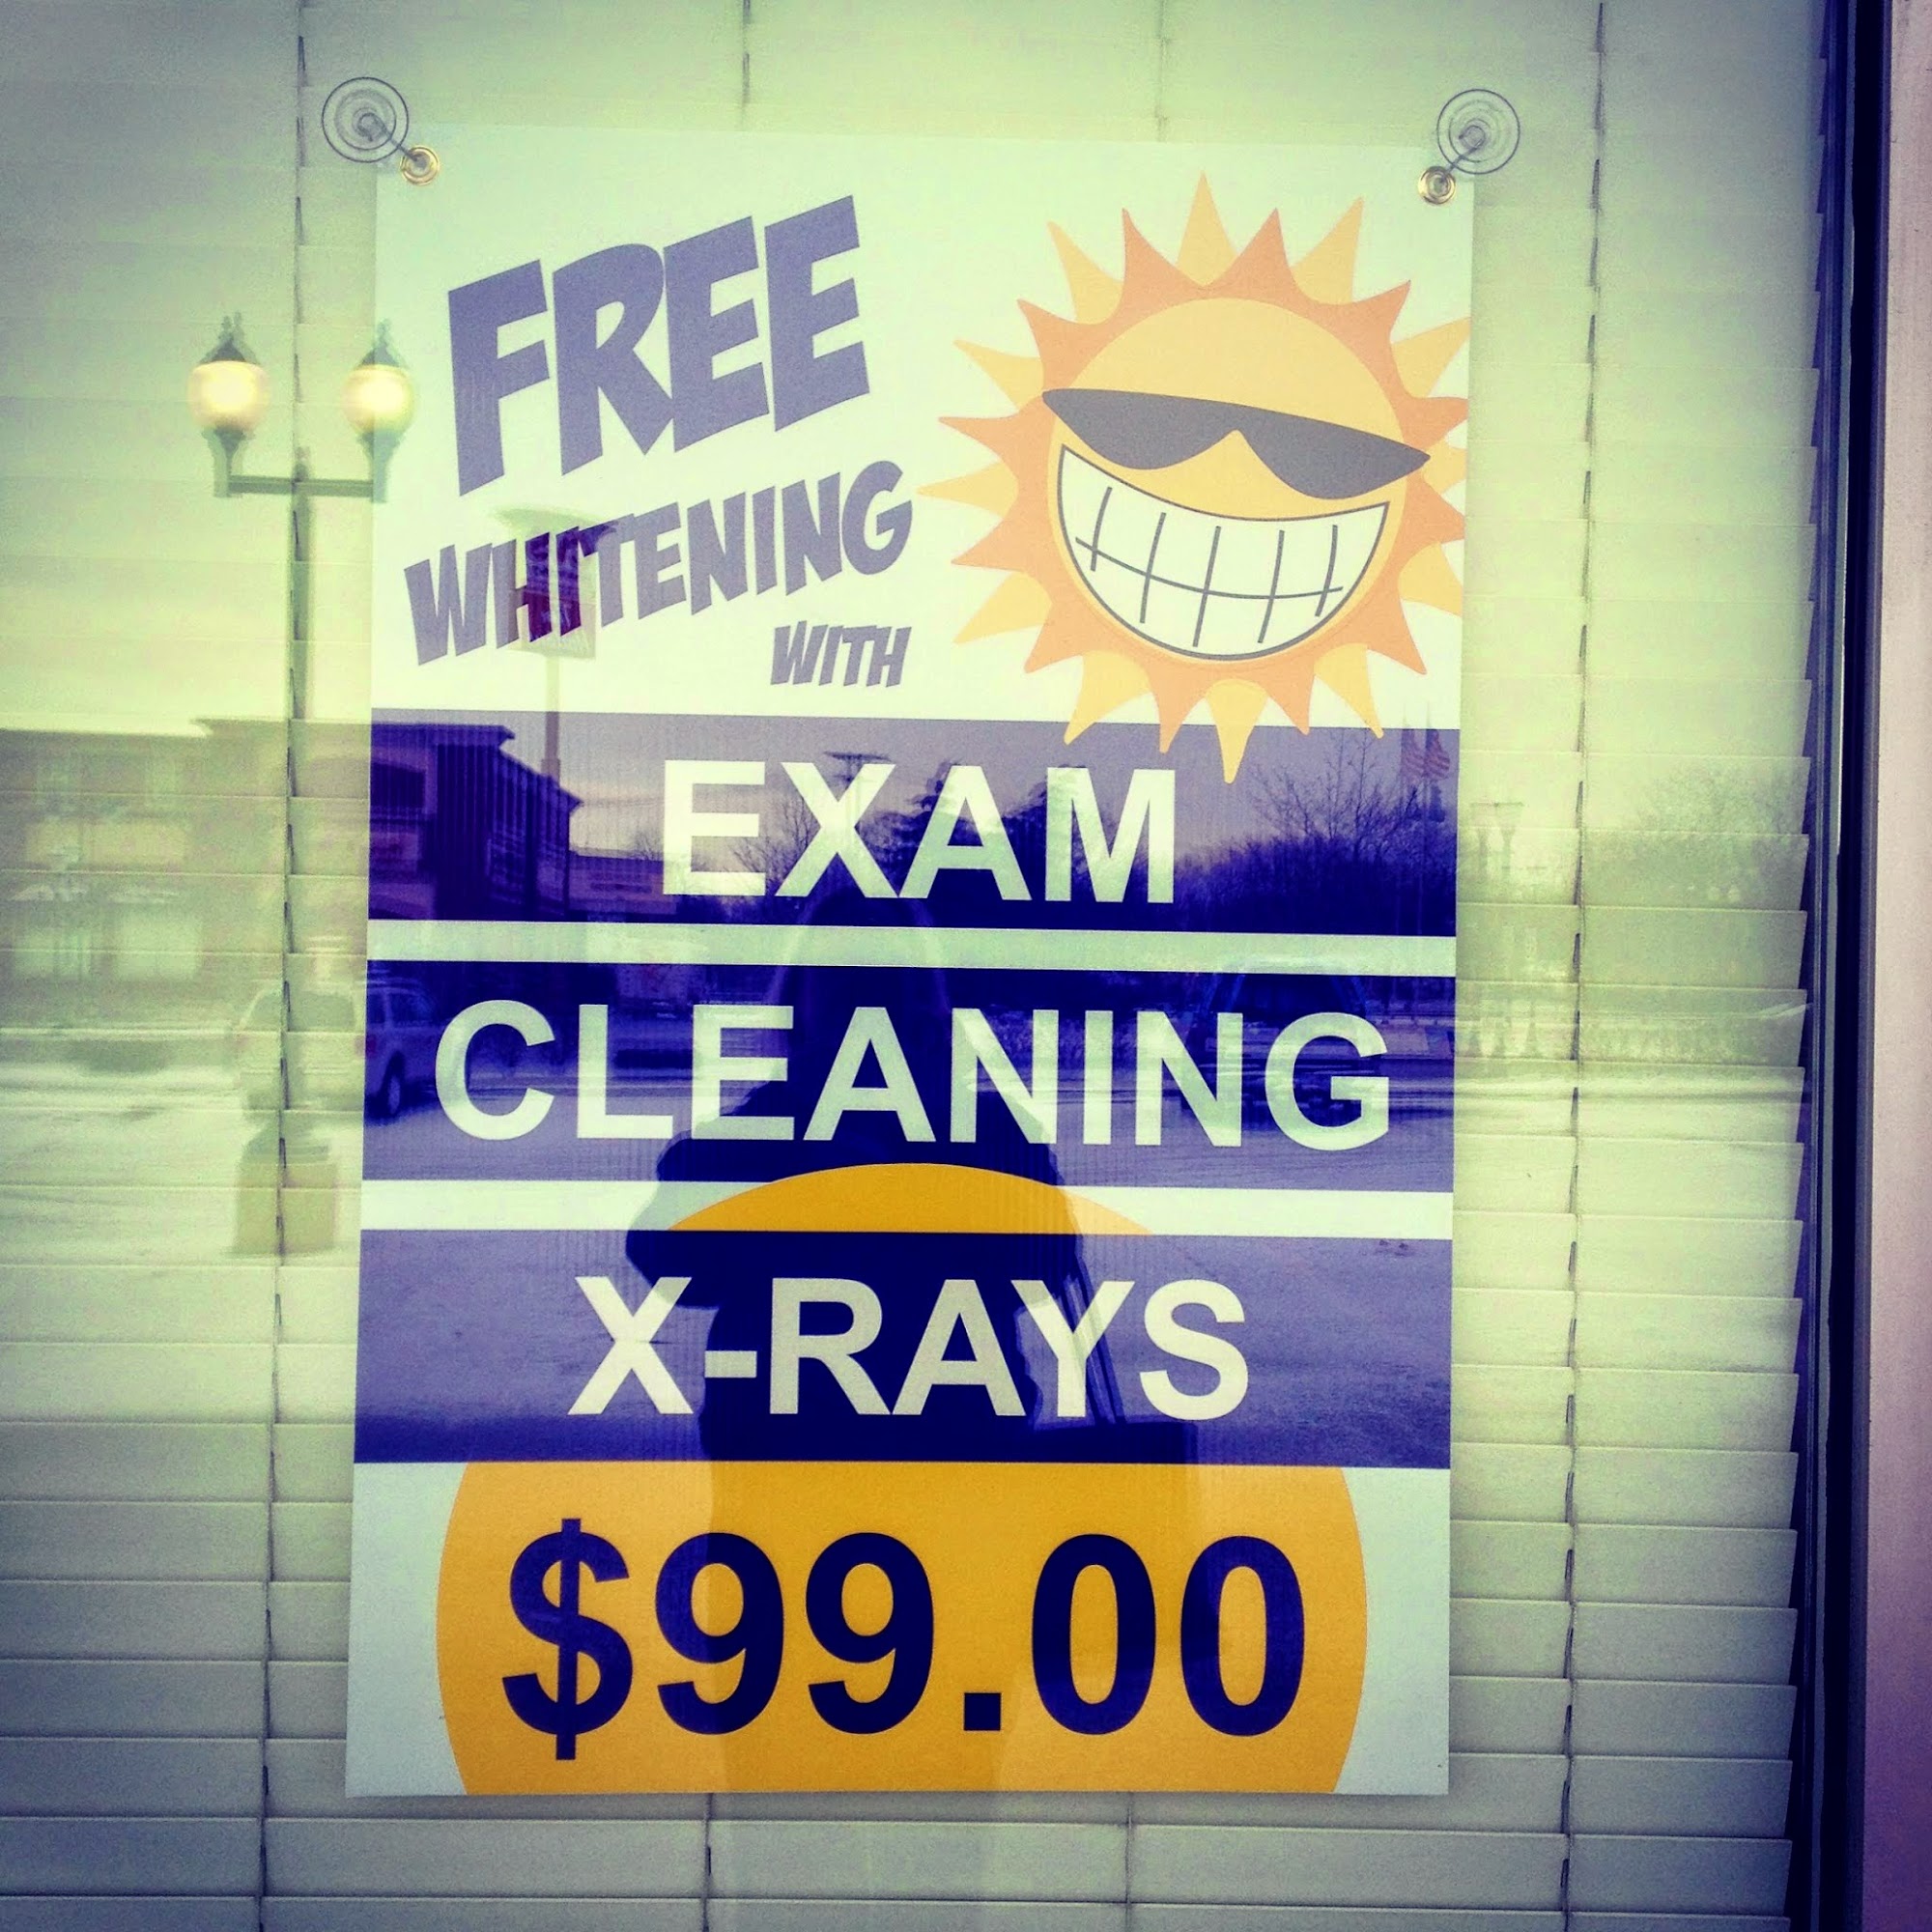 FREE
WHITENING
WITH
EXAM
CLEANING
X-RAYS
$99.00